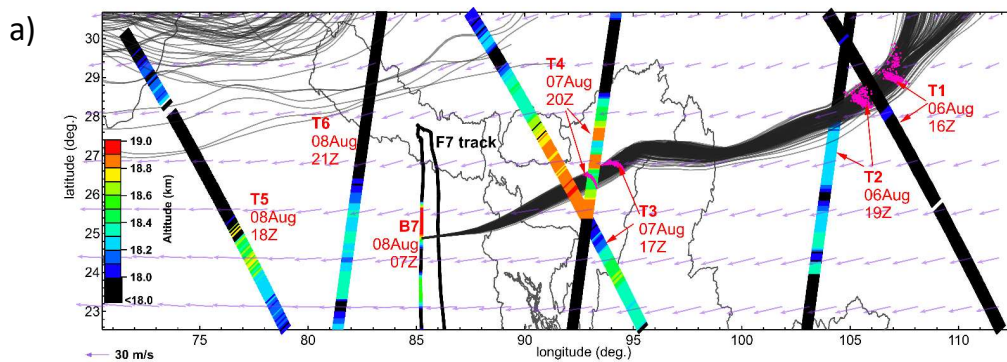 a)
30
29
28
27
26
25
24
23
latitude (deg.)
19.0
18.8
18.5
18.2
18.0
<18.0
Altitude (km)
T6
08Aug
21Z
F7 track
T4
07Aug
20Z
T1
06Aug
16Z
T5
08Aug
18Z
B7
08Aug
07Z
T3
07Aug
17Z
T2
06Aug
19Z
75
80
85
90
95
100
105
110
longitude (deg.)
30 m/s